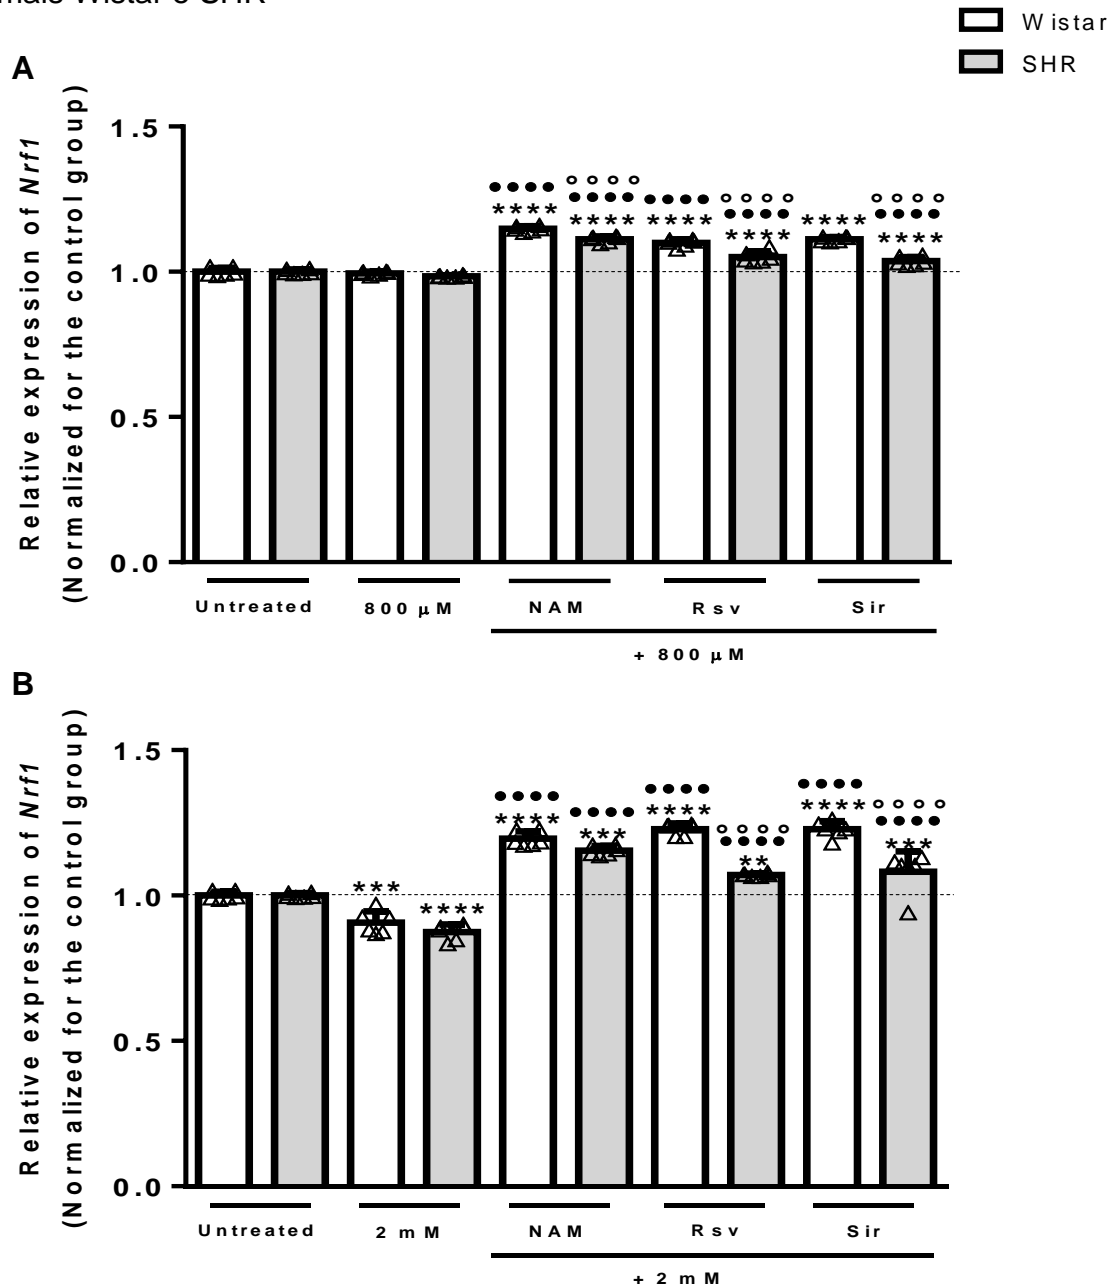 Wistar
SHR
A
Relative expression of Nrf1
(Normalized for the control group)
1.5
1.0
0.5
0.0
••••
****
°°°°
••••
****
••••
****
°°°°
••••
****
****
°°°°
••••
****
Untreated
800 µM
NAM
Rsv
Sir
+ 800 µM
B
Relative expression of Nrf1
(Normalized for the control group)
1.5
1.0
0.5
0.0
***
****
••••
****
••••
***
••••
****
°°°°
••••
**
••••
****
°°°°
••••
***
Untreated
2 mM
NAM
Rsv
Sir
+ 2 mM